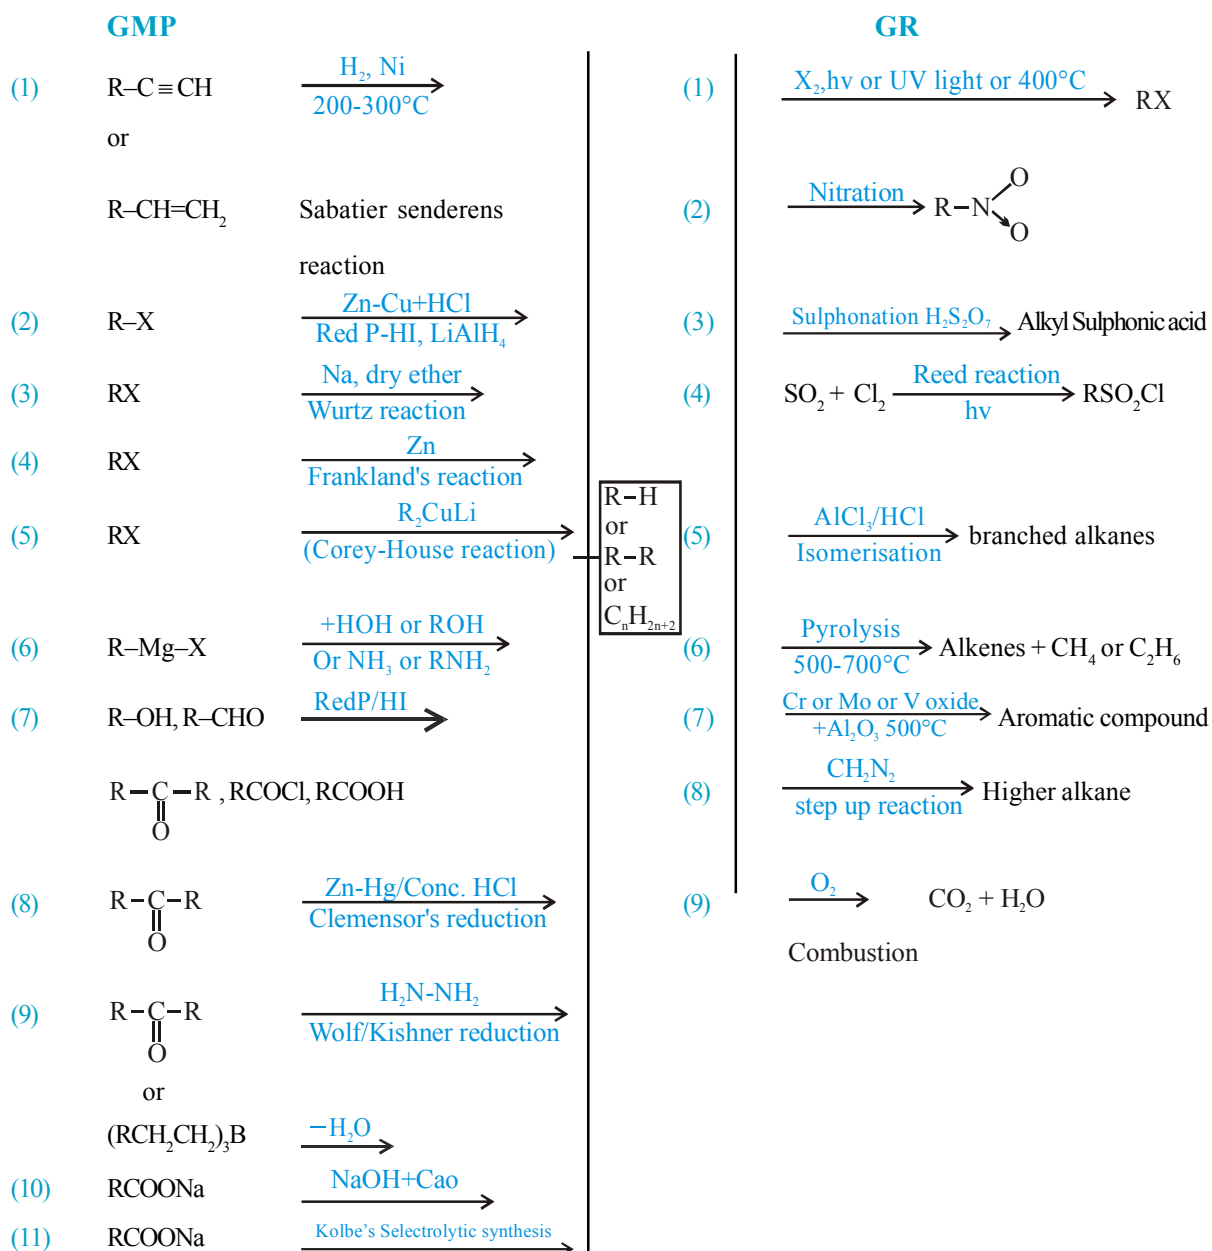 GMP
(1) R–C≡CH H₂, Ni
200-300°C
or
R–CH=CH₂ Sabatier senderens
reaction
(2) R–X Zn-Cu+HCl
Red P-HI, LiAlH₄
(3) RX Na, dry ether
Wurtz reaction
(4) RX Zn
Frankland's reaction
(5) RX R₂CuLi
(Corey-House reaction)
(6) R–Mg–X +HOH or ROH
Or NH₃ or RNH₂
(7) R–OH, R–CHO RedP/HI
R–C–R , RCOCl, RCOOH
O
(8) R–C–R Zn-Hg/Conc. HCl
O Clemensor's reduction
(9) R–C–R H₂N-NH₂
O Wolf/Kishner reduction
or
(RCH₂CH₂)₃B –H₂O
(10) RCOONa NaOH+Cao
(11) RCOONa Kolbe's Selectrolytic synthesis
R–H
or
R–R
or
CₙH₂ₙ₊₂
GR
(1) X₂,hv or UV light or 400°C RX
(2) Nitration R–N O
O
(3) Sulphonation H₂S₂O₇ Alkyl Sulphonic acid
(4) SO₂ + Cl₂ Reed reaction RSO₂Cl
hv
(5) AlCl₃/HCl branched alkanes
Isomerisation
(6) Pyrolysis Alkenes + CH₄ or C₂H₆
500-700°C
(7) Cr or Mo or V oxide Aromatic compound
+Al₂O₃ 500°C
(8) CH₂N₂ Higher alkane
step up reaction
(9) O₂ CO₂ + H₂O
Combustion